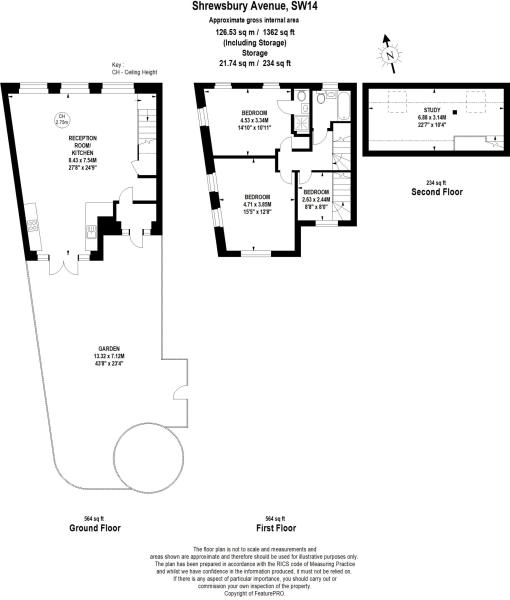 Shrewsbury Avenue, SW14
Approximate gross internal area
126.53 sq m / 1362 sq ft
(Including Storage)
Storage
21.74 sq m / 234 sq ft
Key :
CH - Ceiling Height
N
CH
2.75m
RECEPTION
ROOM/
KITCHEN
8.43 x 7.54M
27'8" x 24'9"
GARDEN
13.32 x 7.12M
43'8" x 23'4"
564 sq ft
Ground Floor
BEDROOM
4.53 x 3.34M
14'10" x 10'11"
BEDROOM
4.71 x 3.85M
15'5" x 12'8"
BEDROOM
2.63 x 2.44M
8'8" x 8'0"
564 sq ft
First Floor
STUDY
6.88 x 3.14M
22'7" x 10'4"
234 sq ft
Second Floor
The floor plan is not to scale and measurements and
areas shown are approximate and therefore should be used for illustrative purposes only.
The plan has been prepared in accordance with the RICS code of Measuring Practice
and whilst we have confidence in the information produced, it must not be relied on.
If there is any aspect of particular importance, you should carry out or
commission your own inspection of the property.
Copyright of FeaturePRO.